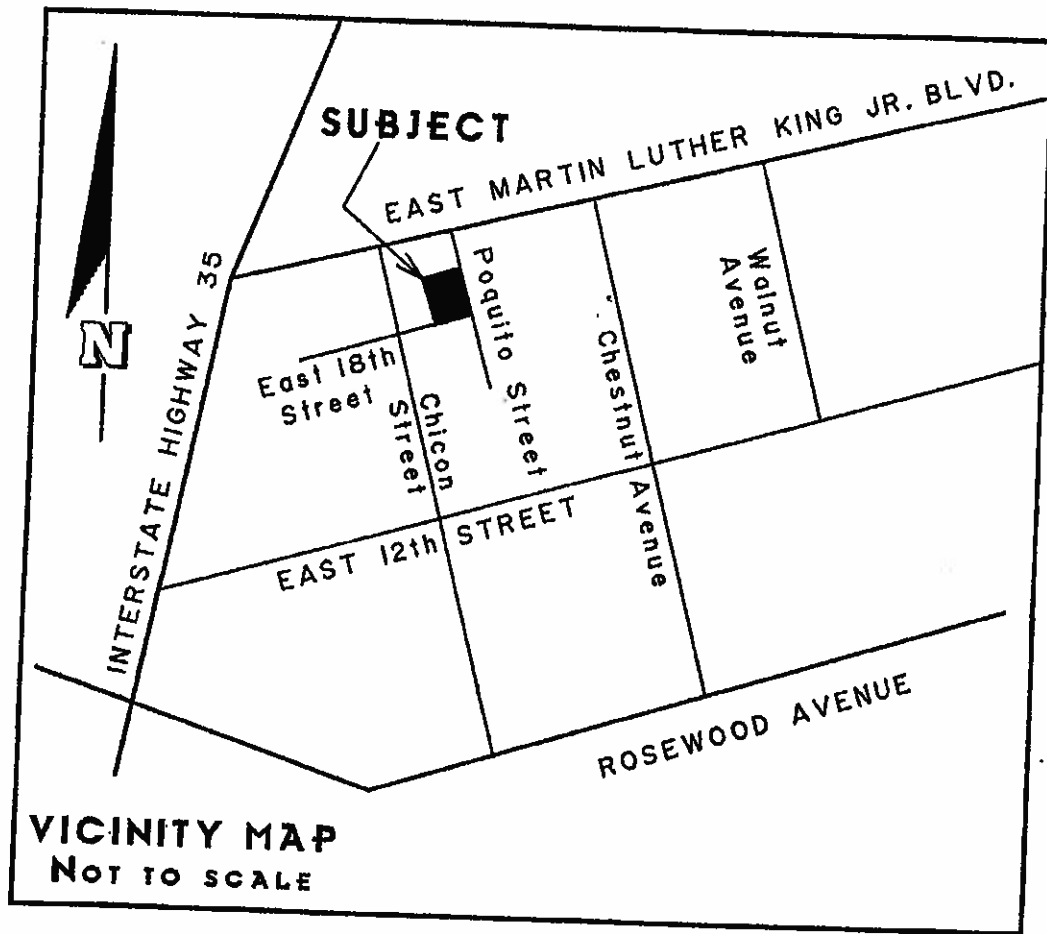 SUBJECT
EAST MARTIN LUTHER KING JR. BLVD.
INTERSTATE HIGHWAY 35
N
East 18th
Street
Chicon
Street
Poquito Street
Chestnut Avenue
Walnut
Avenue
EAST 12th STREET
ROSEWOOD AVENUE
VICINITY MAP
NOT TO SCALE